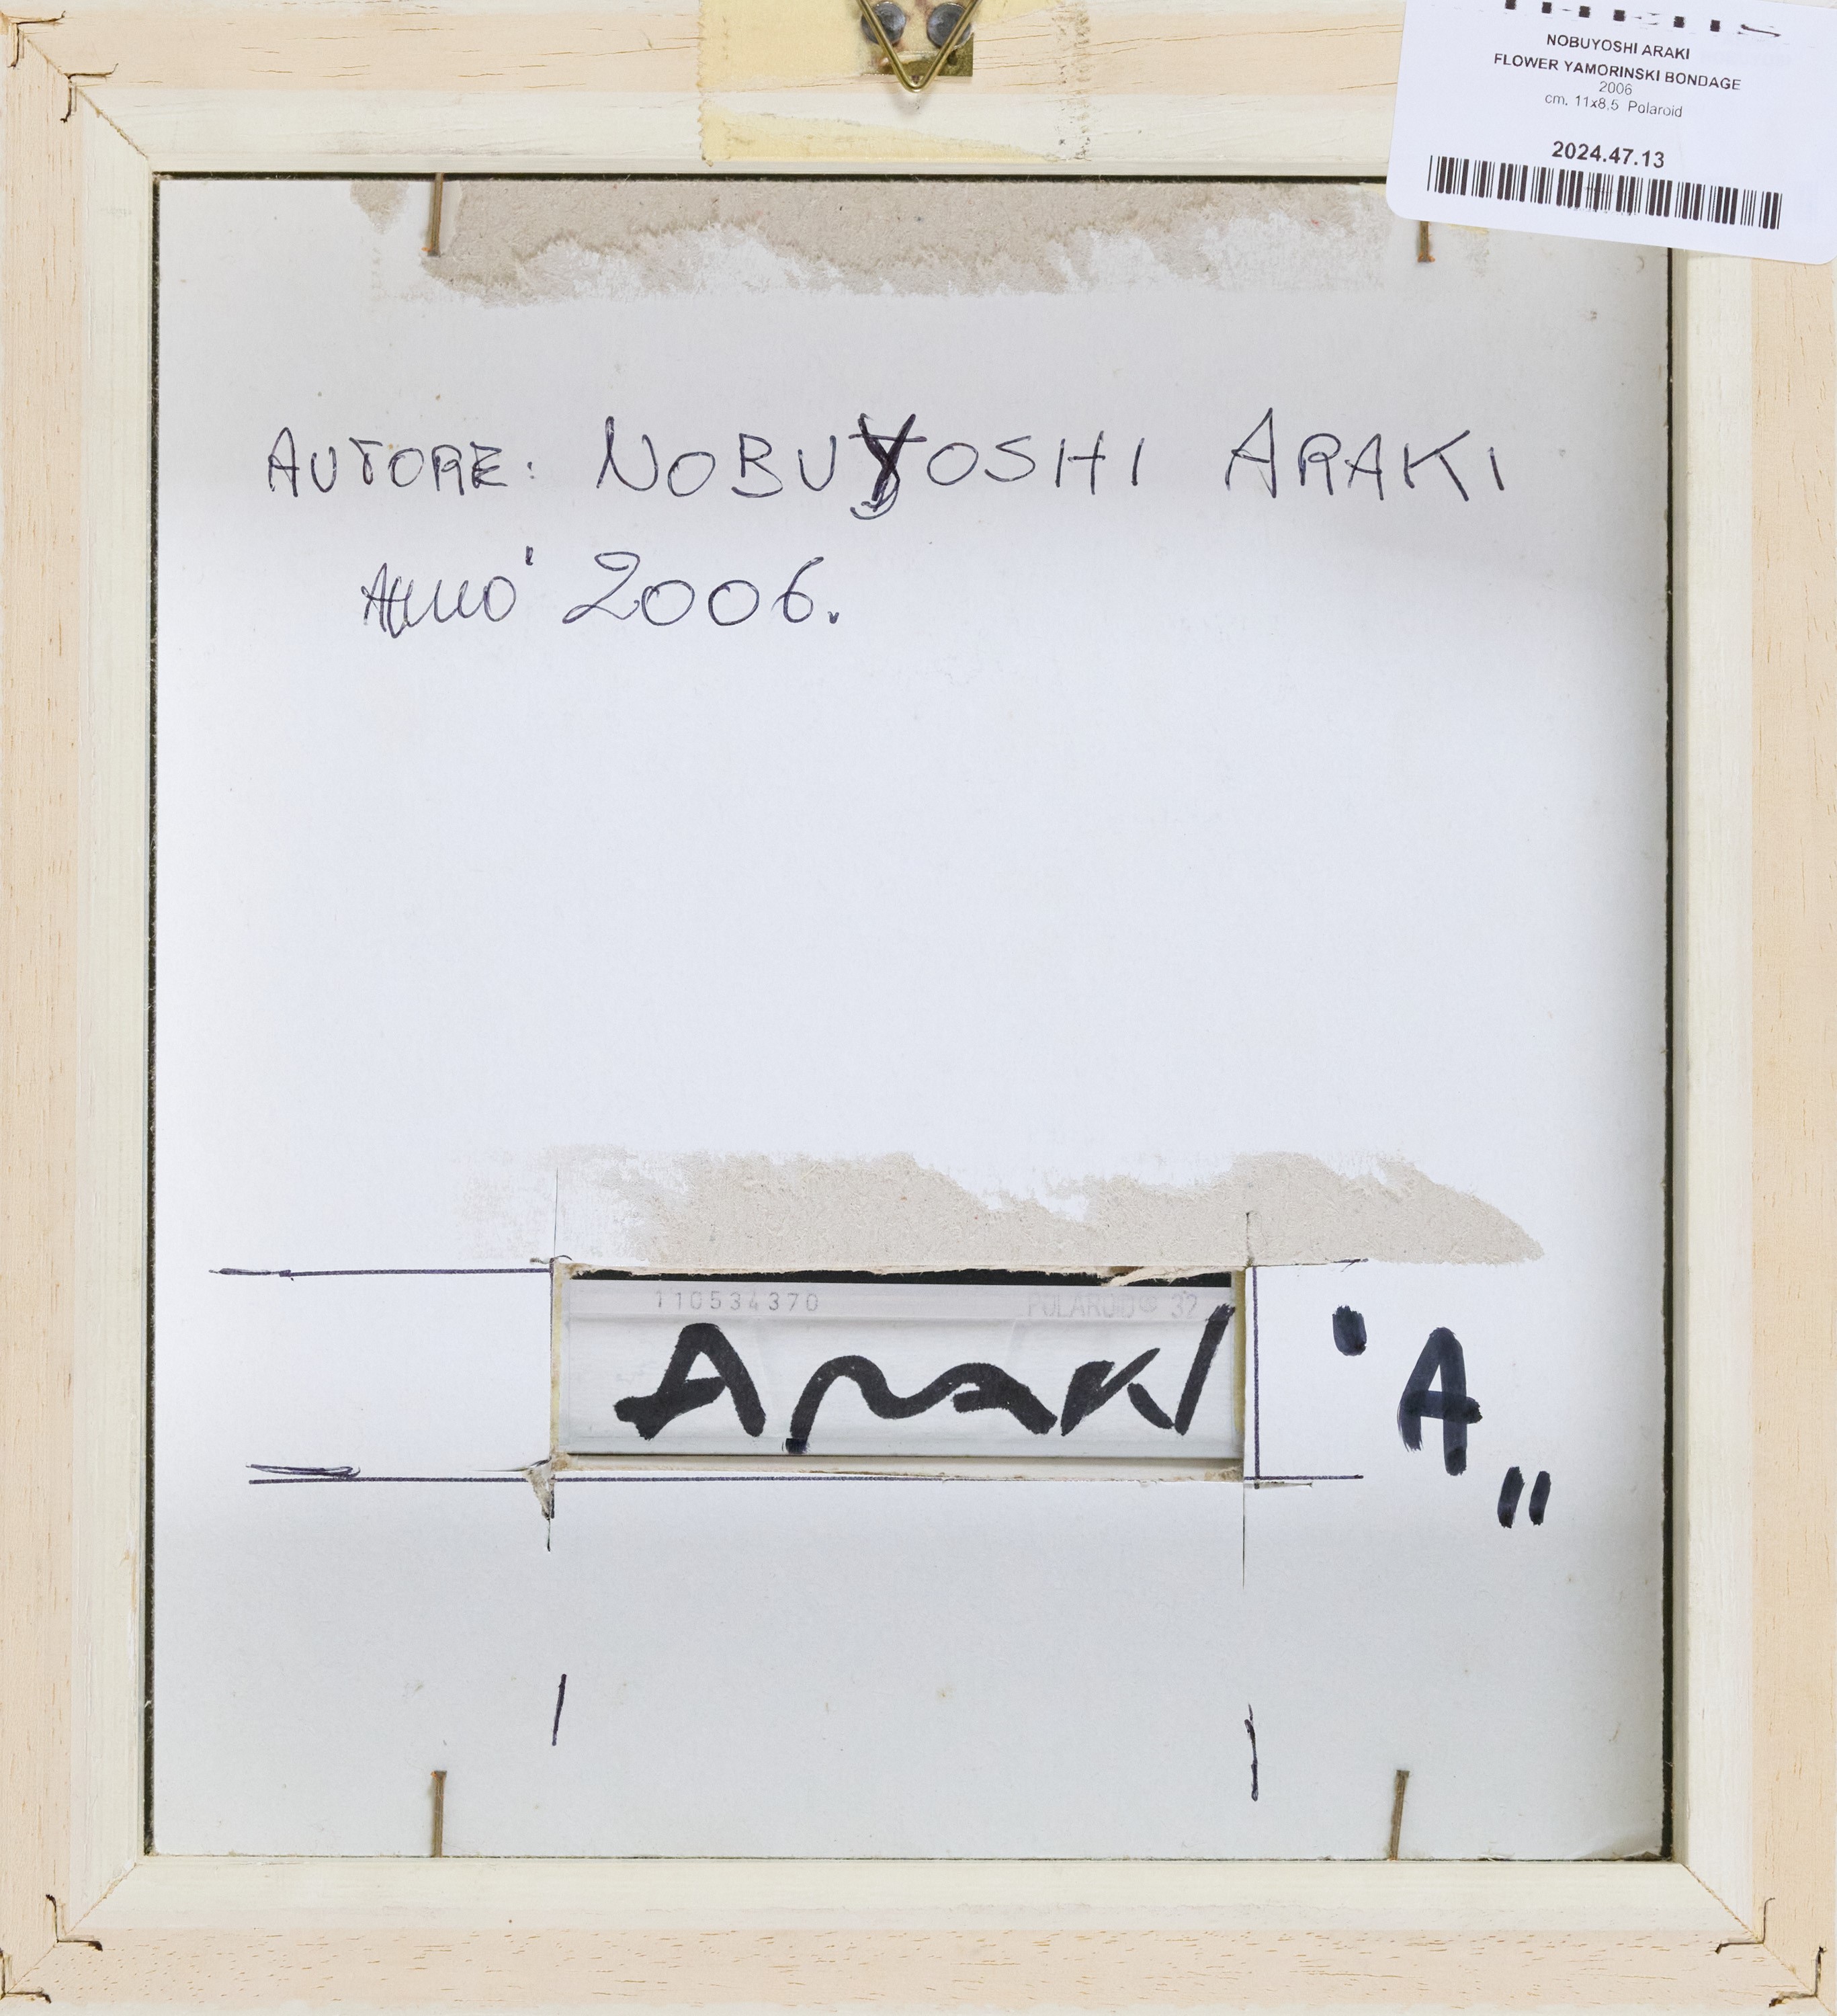 NOBUYOSHI ARAKI
FLOWER YAMORINSKI BONDAGE
2006
cm. 11x8.5 Polaroid
2024.47.13
AUTORE: NOBUYOSHI ARAKI
ANNO' 2006.
110534370 POLAROID® 32
ARAKI
'A„